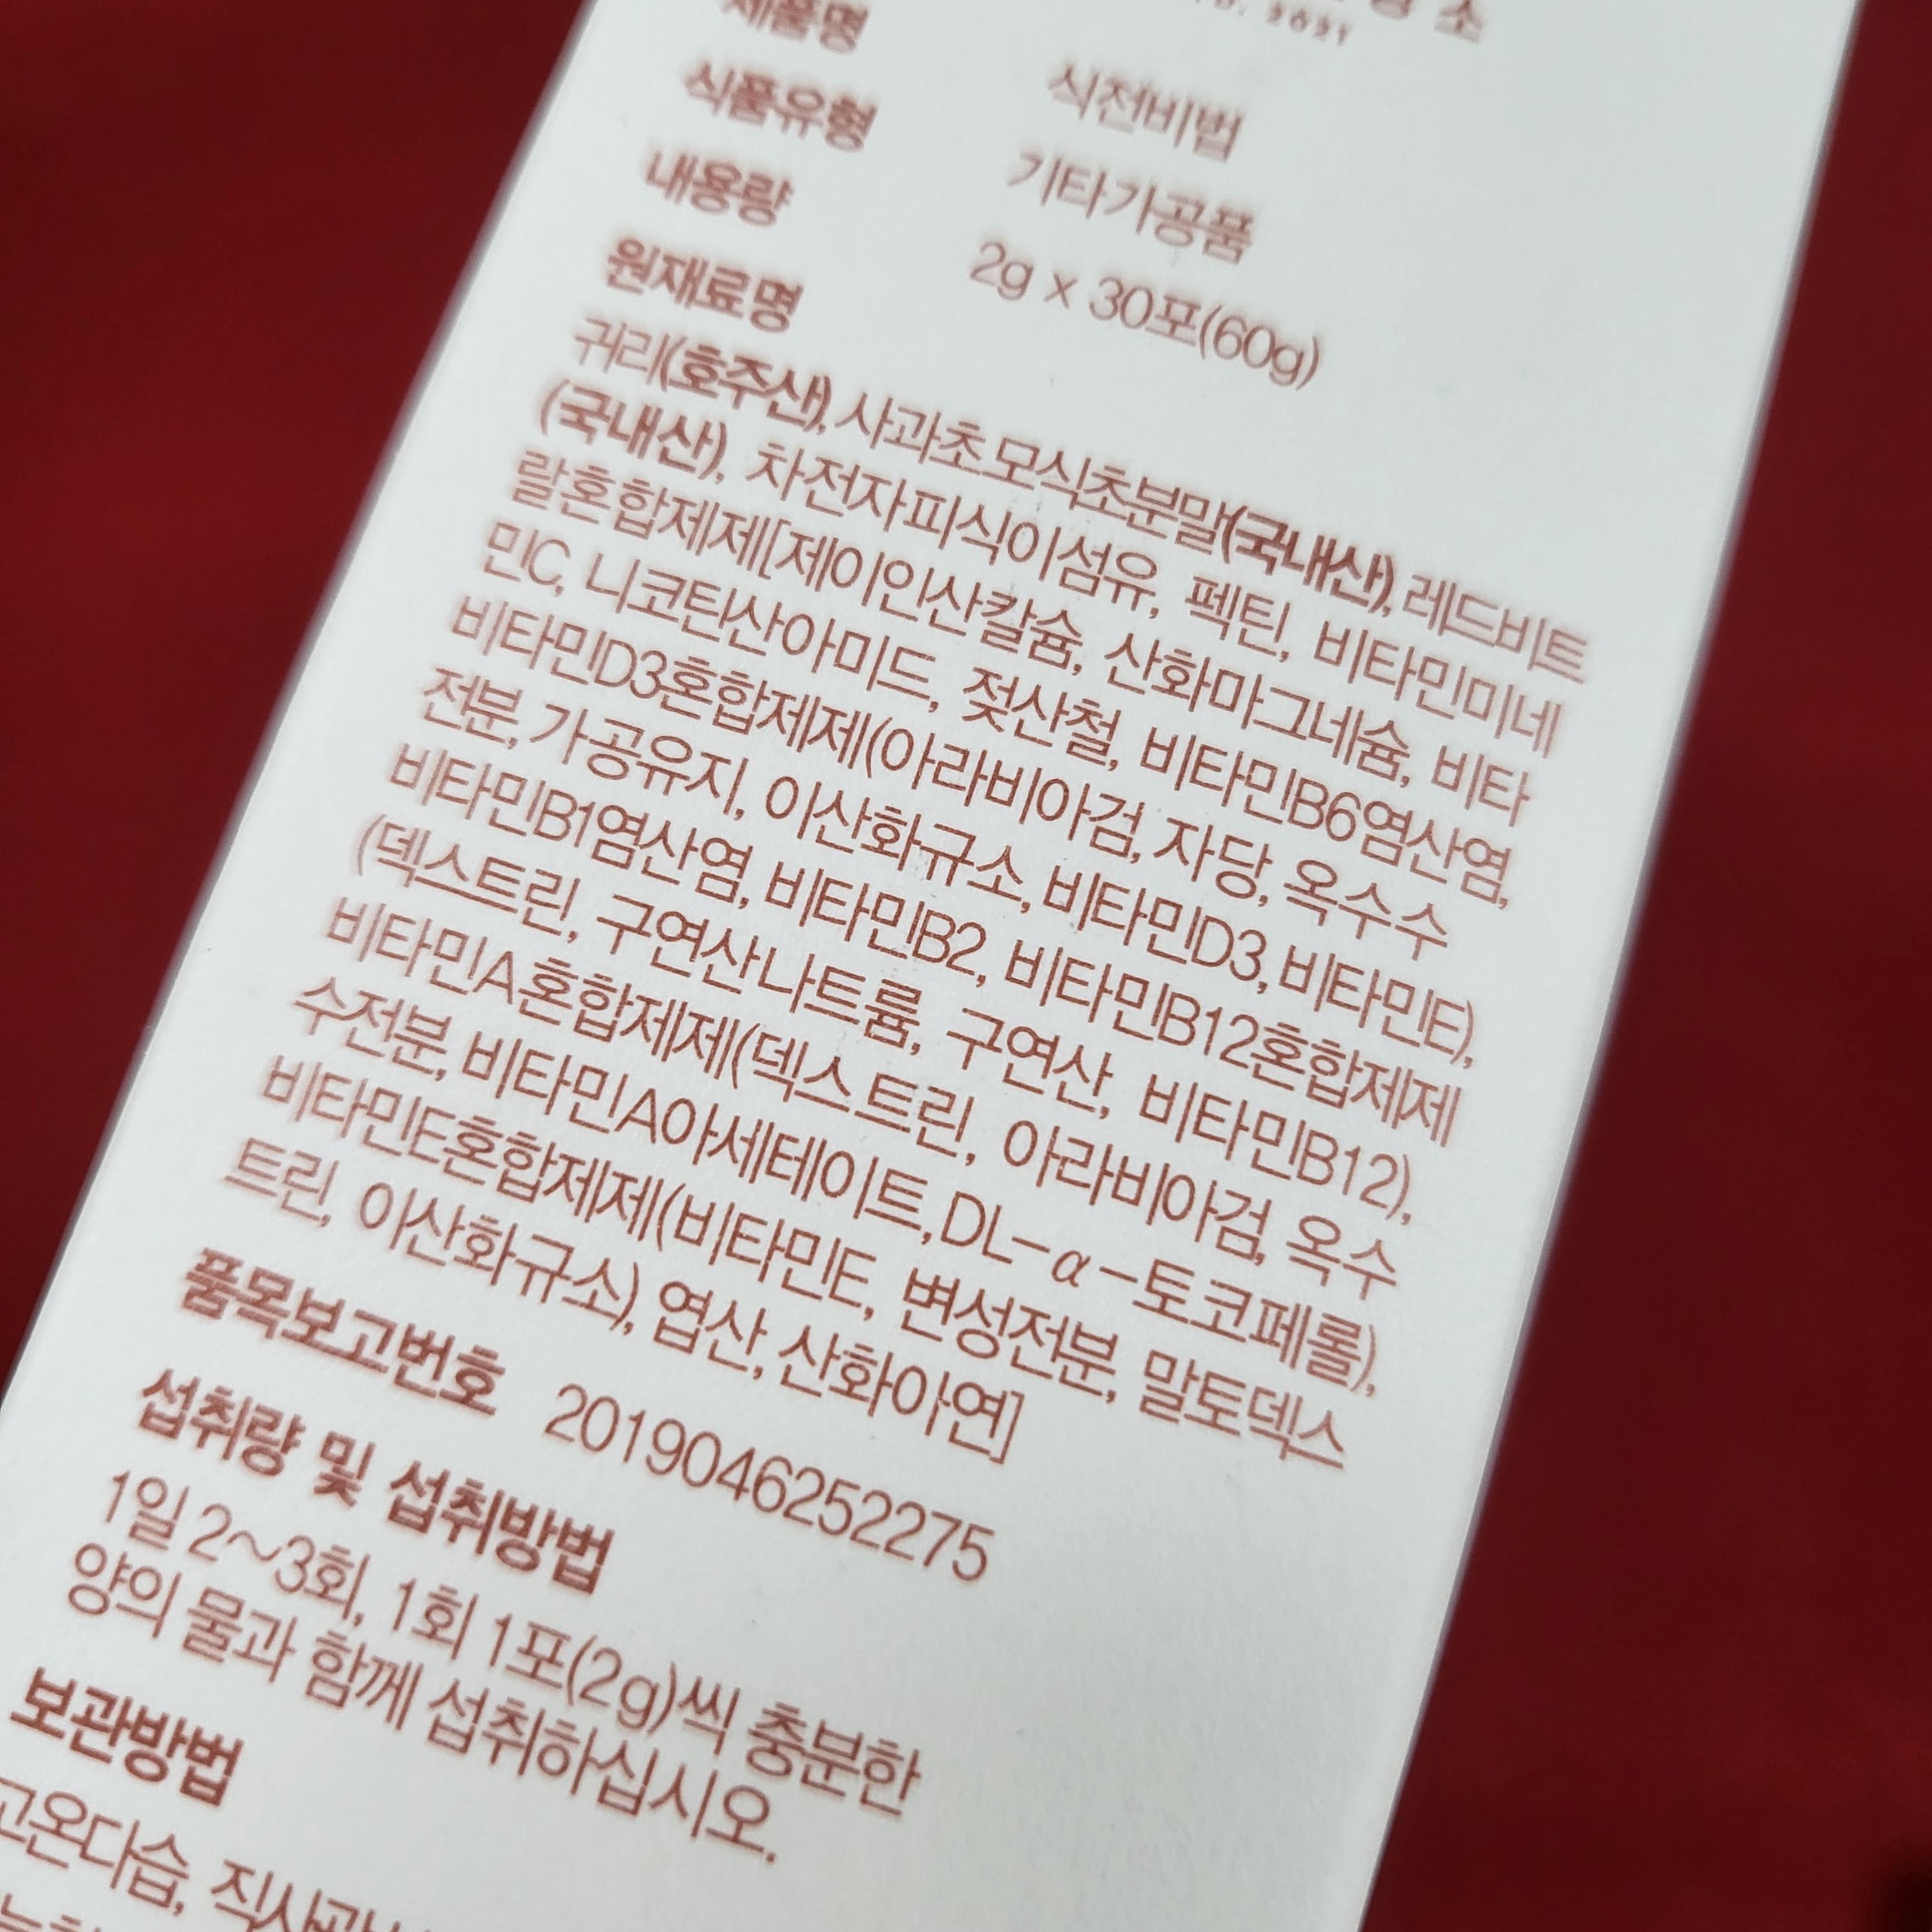 소
2021
제품명 식전비법
식품유형 기타가공품
내용량 2g x 30포(60g)
원재료명
귀리(호주산), 사과초모식초분말(국내산), 레드비트
(국내산), 차전자피식이섬유, 펙틴, 비타민미네
랄혼합제제[제이인산칼슘, 산화마그네슘, 비타
민C, 니코틴산아미드, 젖산철, 비타민B6염산염,
비타민D3혼합제제(아라비아검, 자당, 옥수수
전분, 가공유지, 이산화규소, 비타민D3, 비타민E),
비타민B1염산염, 비타민B2, 비타민B12혼합제제
(덱스트린, 구연산나트륨, 구연산, 비타민B12),
비타민A혼합제제(덱스트린, 아라비아검, 옥수
수전분, 비타민A아세테이트, DL-α-토코페롤),
비타민E혼합제제(비타민E, 변성전분, 말토덱스
트린, 이산화규소), 엽산, 산화아연]
품목보고번호 2019046252275
섭취량 및 섭취방법
1일 2~3회, 1회 1포(2g)씩 충분한
양의 물과 함께 섭취하십시오.
보관방법
고온다습, 직사광